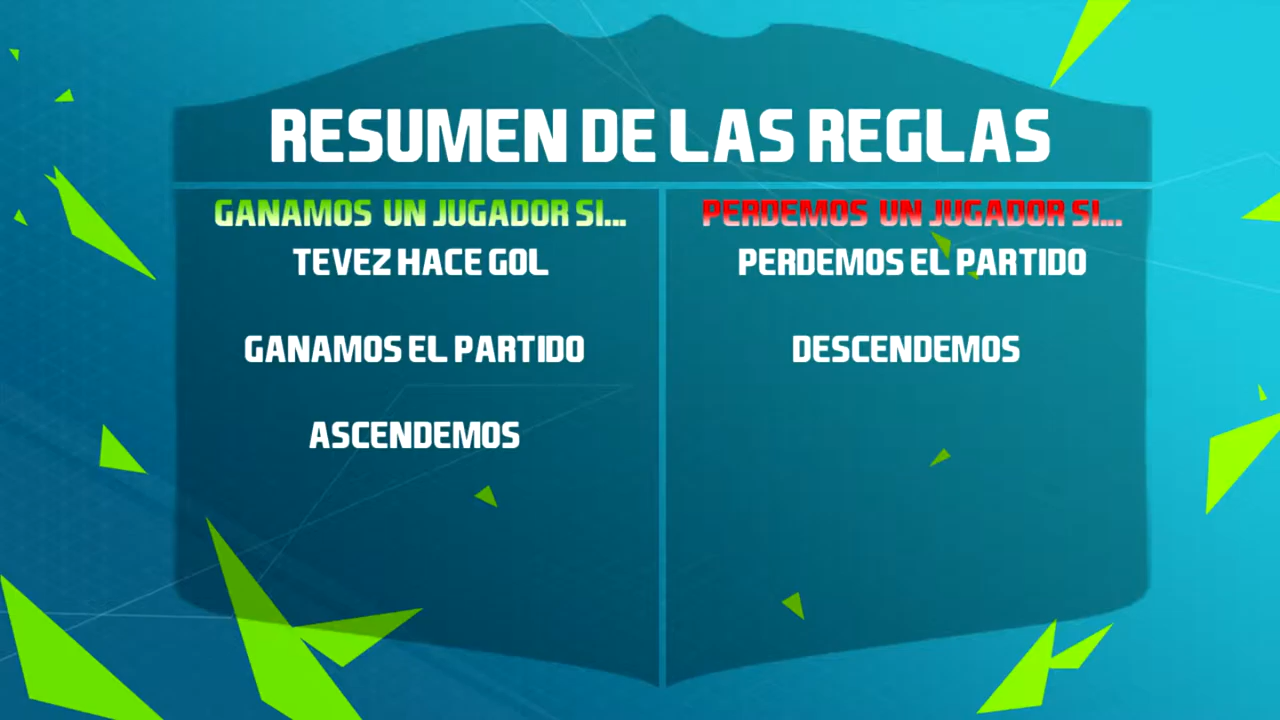 RESUMEN DE LAS REGLAS
GANAMOS UN JUGADOR SI...
TEVEZ HACE GOL
GANAMOS EL PARTIDO
ASCENDEMOS
PERDEMOS UN JUGADOR SI...
PERDEMOS EL PARTIDO
DESCENDEMOS